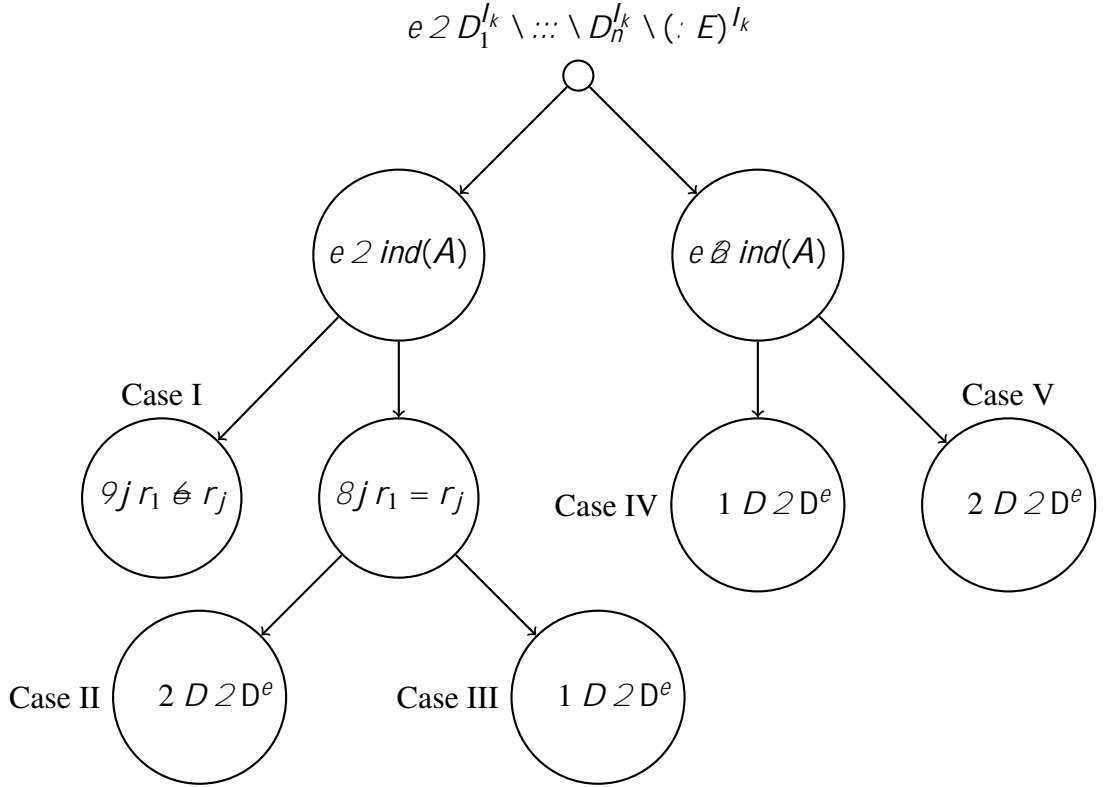 e 2 D₁^{I_k} \ ::: \ D_n^{I_k} \ (: E)^{I_k}
e 2 ind(A)
e 62 ind(A)
Case I
Case V
9j r₁ 6= r_j
8j r₁ = r_j
Case IV
1 D 2 D^e
2 D 2 D^e
Case II
2 D 2 D^e
Case III
1 D 2 D^e